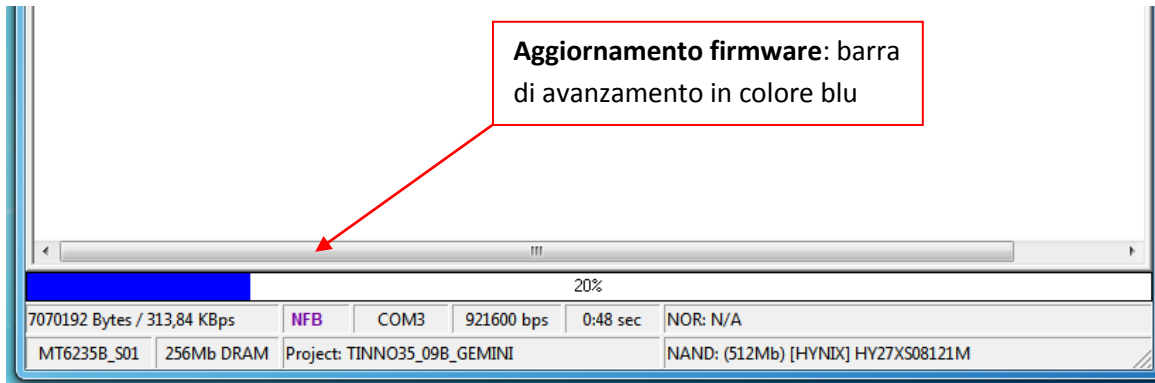 Aggiornamento firmware: barra
di avanzamento in colore blu
20%
7070192 Bytes / 313,84 KBps NFB COM3 921600 bps 0:48 sec NOR: N/A
MT6235B_S01 256Mb DRAM Project: TINNO35_09B_GEMINI NAND: (512Mb) [HYNIX] HY27XS08121M